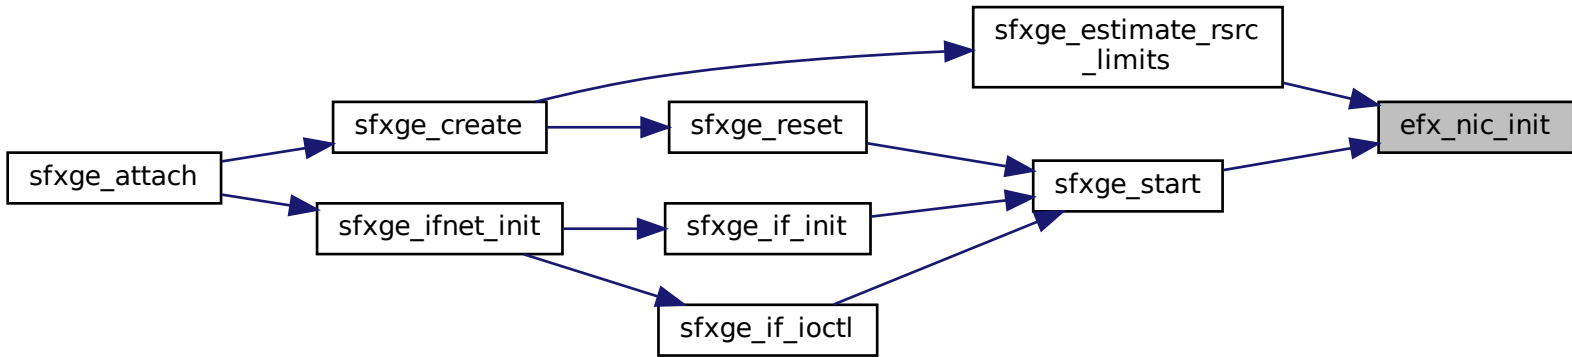 sfxge_estimate_rsrc
_limits
efx_nic_init
sfxge_create
sfxge_reset
sfxge_attach
sfxge_start
sfxge_ifnet_init
sfxge_if_init
sfxge_if_ioctl